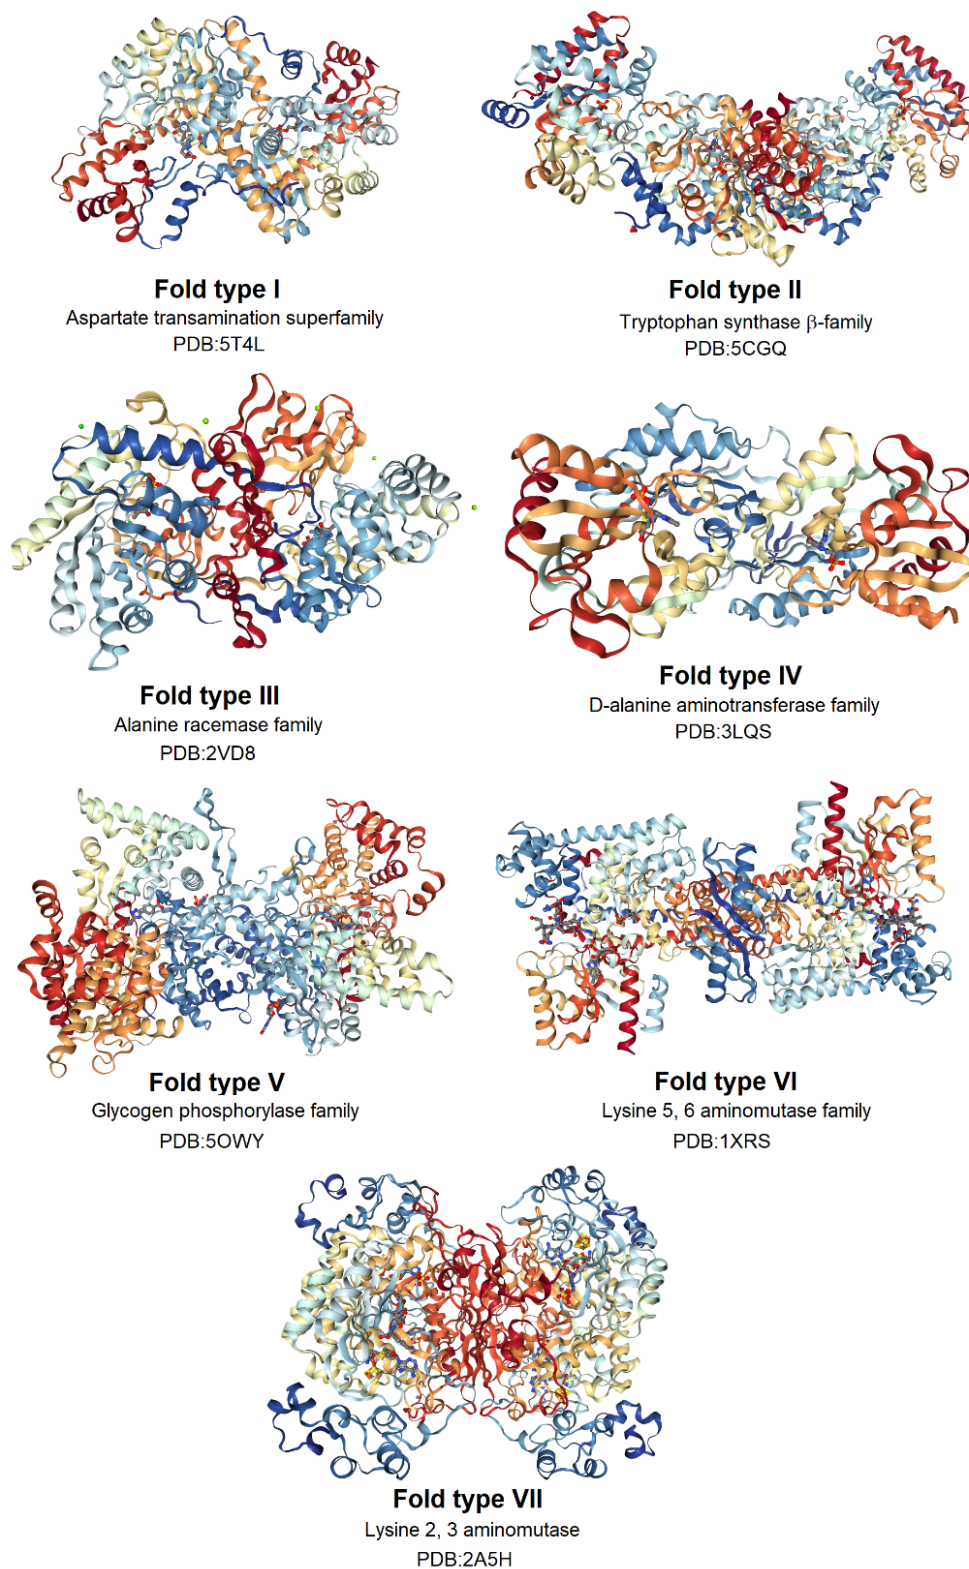 Fold type I
Aspartate transamination superfamily
PDB:5T4L
Fold type II
Tryptophan synthase β-family
PDB:5CGQ
Fold type III
Alanine racemase family
PDB:2VD8
Fold type IV
D-alanine aminotransferase family
PDB:3LQS
Fold type V
Glycogen phosphorylase family
PDB:5OWY
Fold type VI
Lysine 5, 6 aminomutase family
PDB:1XRS
Fold type VII
Lysine 2, 3 aminomutase
PDB:2A5H